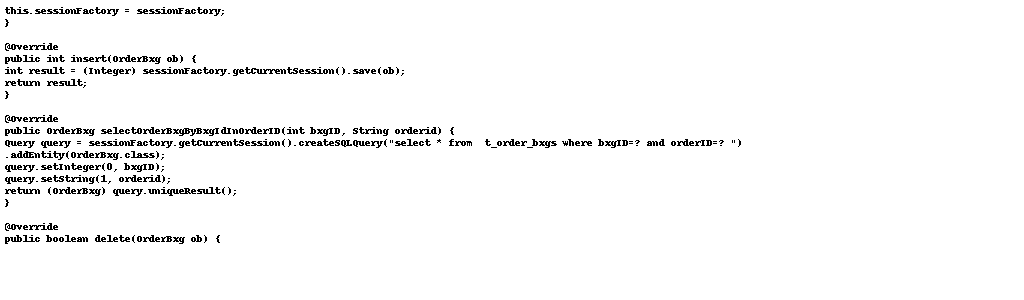 this.sessionFactory = sessionFactory;
}
@Override
public int insert(OrderBxg ob) {
int result = (Integer) sessionFactory.getCurrentSession().save(ob);
return result;
}
@Override
public OrderBxg selectOrderBxgByBxgIdInOrderID(int bxgID, String orderid) {
Query query = sessionFactory.getCurrentSession().createSQLQuery("select * from  t_order_bxgs where bxgID=? and orderID=? ")
.addEntity(OrderBxg.class);
query.setInteger(0, bxgID);
query.setString(1, orderid);
return (OrderBxg) query.uniqueResult();
}
@Override
public boolean delete(OrderBxg ob) {